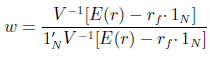 w = \frac{V^{-1}[E(r) - r_f \cdot 1_N]}{1'_N V^{-1}[E(r) - r_f \cdot 1_N]}